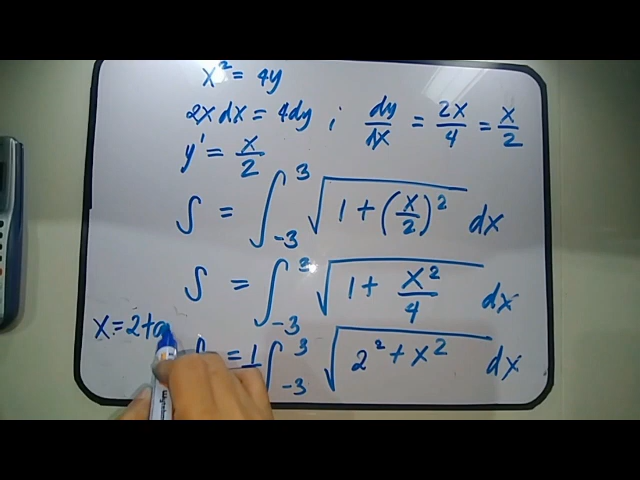 x² = 4y
2x dx = 4dy ; dy/dx = 2x/4 = x/2
y' = x/2
S = ∫₋₃³ √(1 + (x/2)²) dx
S = ∫₋₃³ √(1 + x²/4) dx
x = 2ta
= 1 ∫₋₃³ √(2² + x²) dx